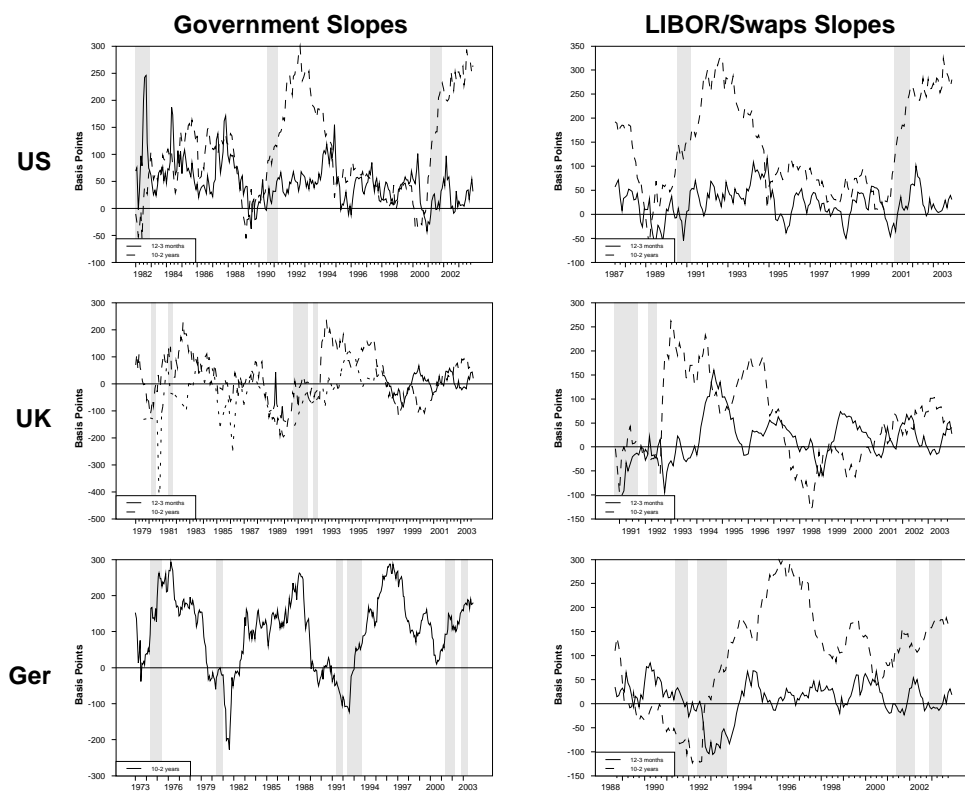 Government Slopes
LIBOR/Swaps Slopes
US
Basis Points
300
250
200
150
100
50
0
-50
-100
12-3 months
10-2 years
1982 1984 1986 1988 1990 1992 1994 1996 1998 2000 2002
Basis Points
350
300
250
200
150
100
50
0
-50
-100
12-3 months
10-2 years
1987 1989 1991 1993 1995 1997 1999 2001 2003
UK
Basis Points
300
200
100
0
-100
-200
-300
-400
-500
12-3 months
10-2 years
1979 1981 1983 1985 1987 1989 1991 1993 1995 1997 1999 2001 2003
Basis Points
300
250
200
150
100
50
0
-50
-100
-150
12-3 months
10-2 years
1991 1992 1993 1994 1995 1996 1997 1998 1999 2000 2001 2002
Ger
Basis Points
300
200
100
0
-100
-200
-300
10-2 years
1973 1976 1979 1982 1985 1988 1991 1994 1997 2000 2003
Basis Points
300
250
200
150
100
50
0
-50
-100
-150
12-3 months
10-2 years
1988 1990 1992 1994 1996 1998 2000 2002